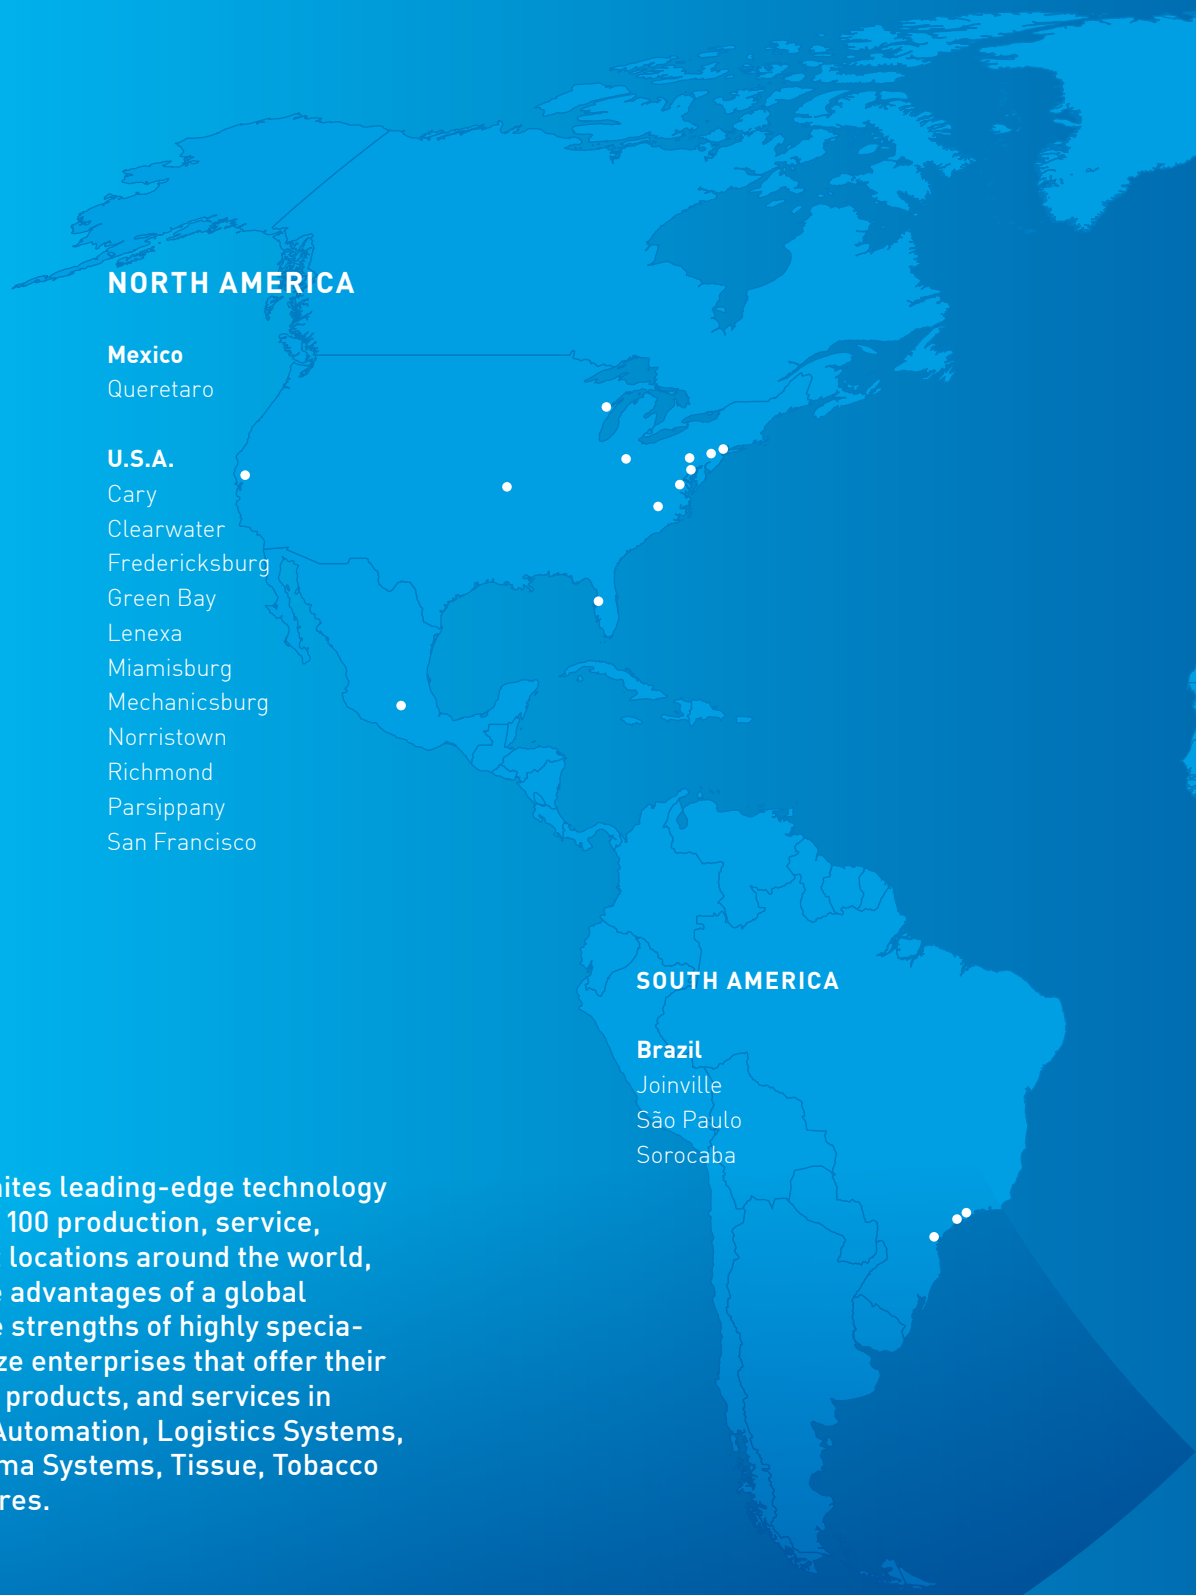 NORTH AMERICA
Mexico
Queretaro
U.S.A.
Cary
Clearwater
Fredericksburg
Green Bay
Lenexa
Miamisburg
Mechanicsburg
Norristown
Richmond
Parsippany
San Francisco
SOUTH AMERICA
Brazil
Joinville
São Paulo
Sorocaba
leading-edge technology
100 production, service,
locations around the world,
advantages of a global
strengths of highly specia-
enterprises that offer their
products, and services in
Automation, Logistics Systems,
Systems, Tissue, Tobacco